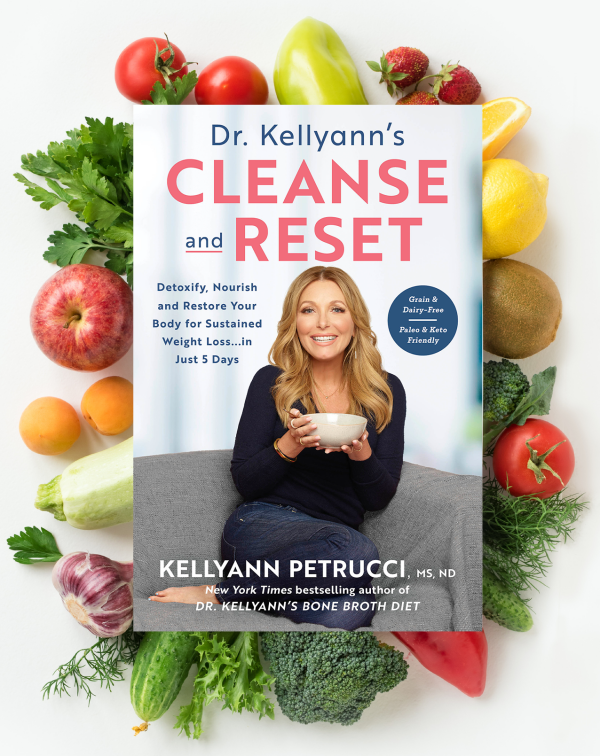 Dr. Kellyann's
CLEANSE
and RESET
Detoxify, Nourish
and Restore Your
Body for Sustained
Weight Loss...in
Just 5 Days
Grain &
Dairy-Free
Paleo & Keto
Friendly
KELLYANN PETRUCCI, MS, ND
New York Times bestselling author of
DR. KELLYANN'S BONE BROTH DIET